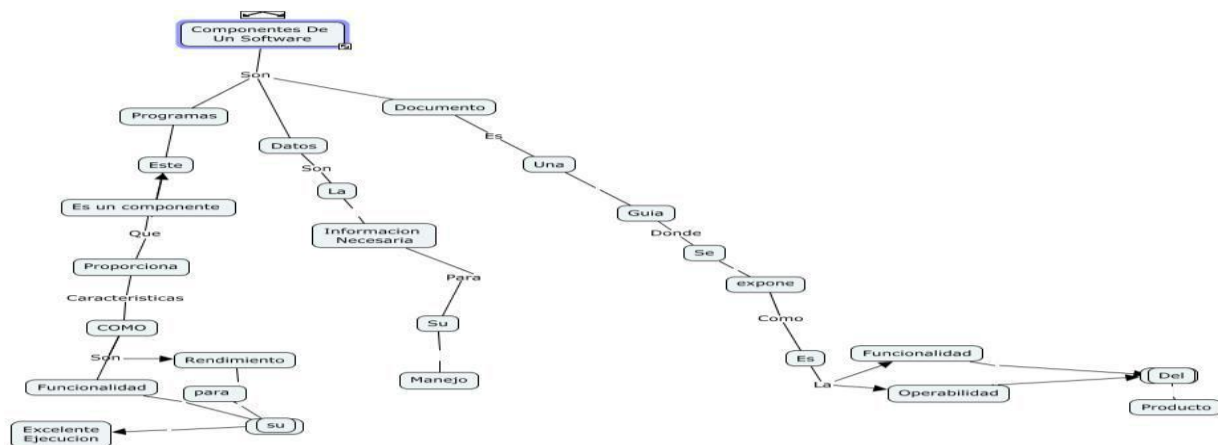 Componentes De
Un Software
Son
Programas
Este
Es un componente
Que
Proporciona
Caracteristicas
COMO
Son
Rendimiento
Funcionalidad
para
su
Excelente
Ejecucion
Datos
Son
La
Informacion
Necesaria
Para
Su
Manejo
Documento
Es
Una
Guia
Donde
Se
expone
Como
Es
La
Funcionalidad
Operabilidad
Del
Producto